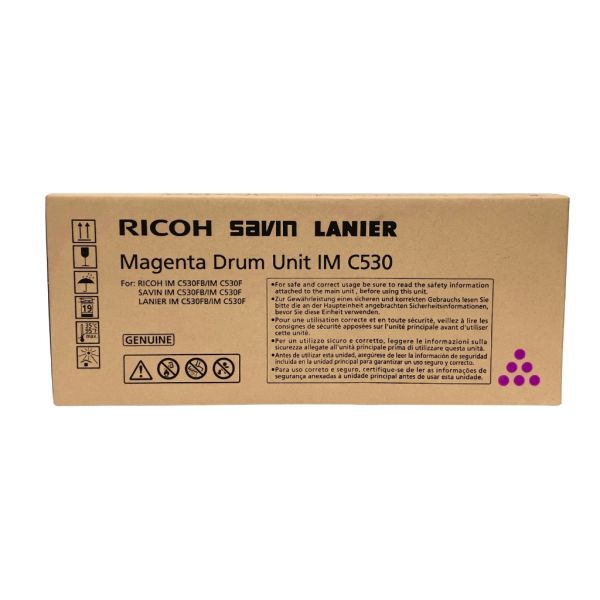 RICOH SAVIN LANIER
Magenta Drum Unit IM C530
For: RICOH IM C530FB/IM C530F
SAVIN IM C530FB/IM C530F
LANIER IM C530FB/IM C530F
GENUINE
•For safe and correct usage be sure to read the safety information
attached to the main unit, before using this unit.
•Zur Gewährleistung eines sicheren und korrekten Gebrauchs lesen Sie
bitte die an der Haupteinheit angebrachten Sicherheitsinformationen,
bevor Sie diese Einheit verwenden.
•Pour une utilisation correcte et en toute sécurité, veillez à lire les
consignes de sécurité apposées sur l'unité principale avant d'utiliser
cette unité.
•Per un utilizzo sicuro e corretto, leggere le informazioni sulla
sicurezza allegate all'unità principale prima di utilizzare questa unità.
•Antes de utilizar esta unidad, asegúrese de leer la información de seguridad
incluida en la unidad principal para garantizar un uso correcto y seguro.
•Para uso correto e seguro, certifique-se de ler as informações de
segurança anexadas à unidade principal antes de usar esta unidade.
19
35°C
95°F
max.